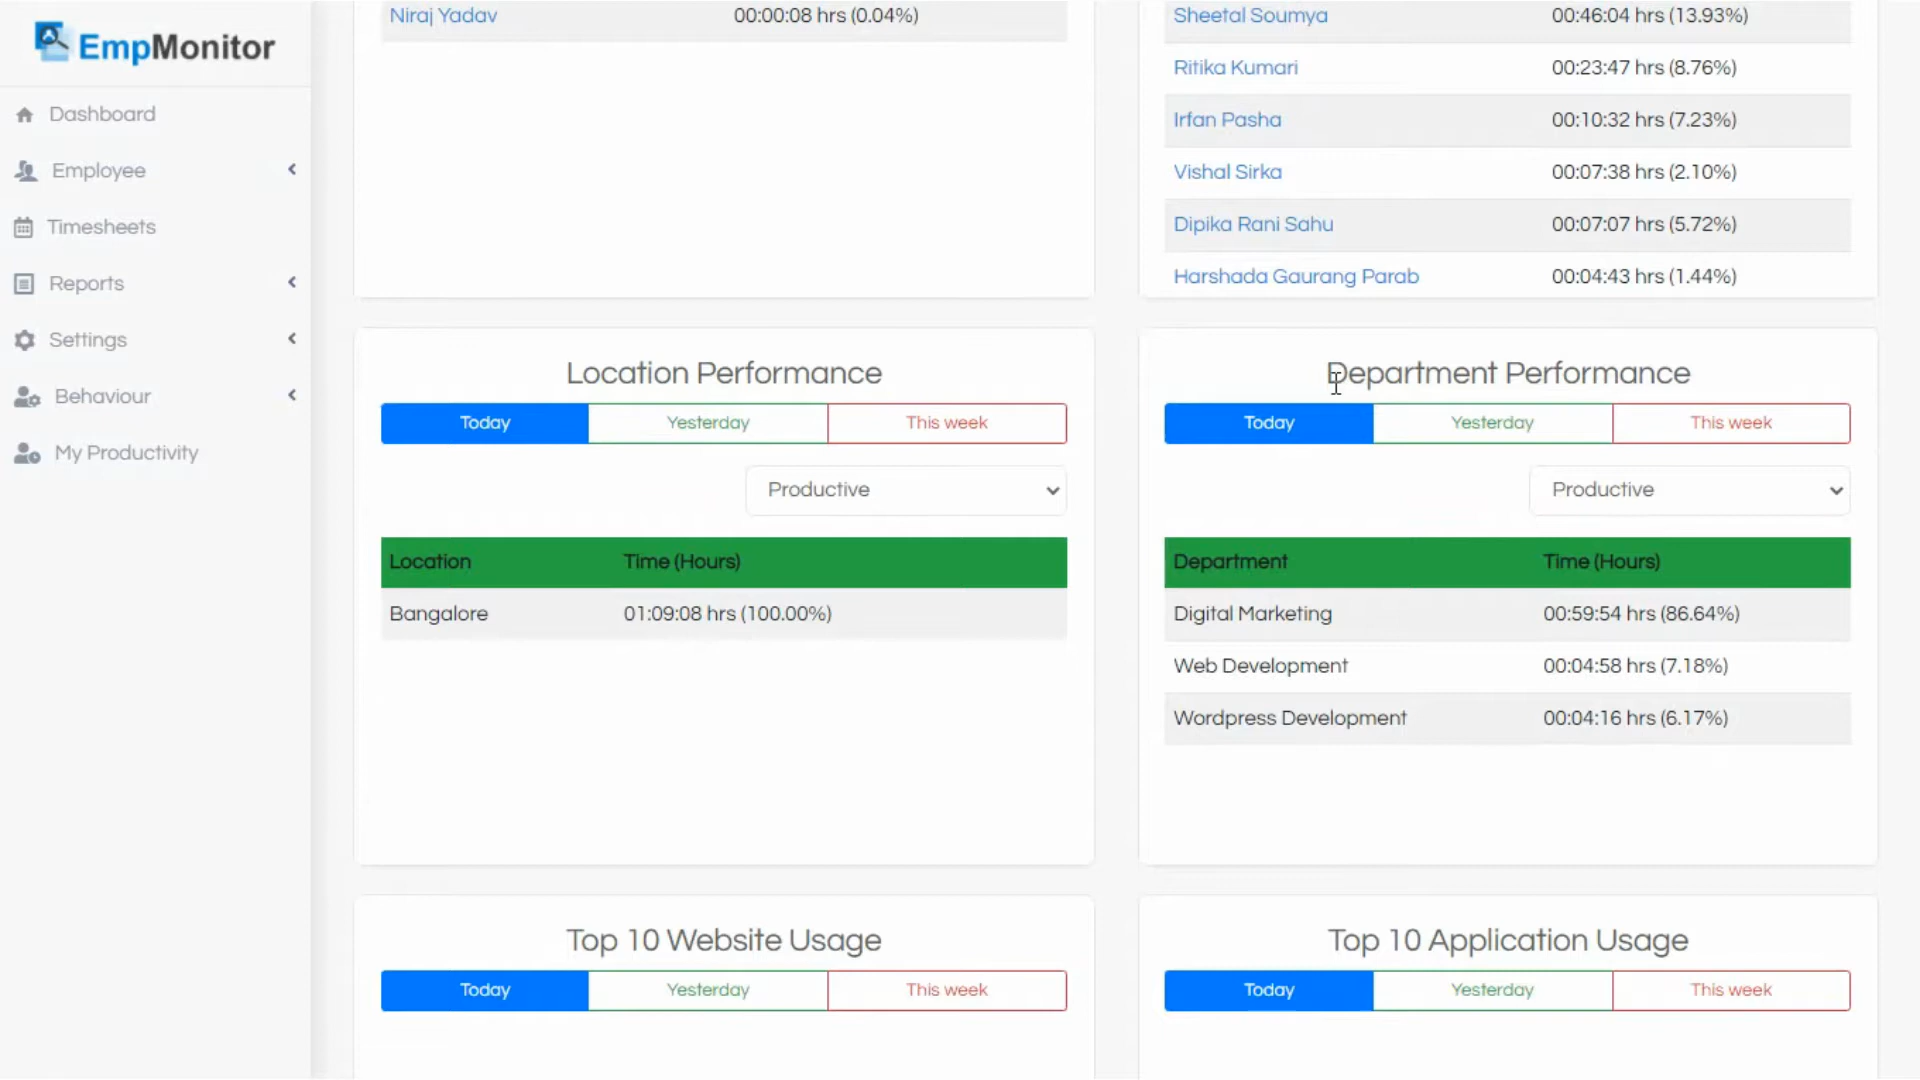 EmpMonitor
Dashboard
Employee
Timesheets
Reports
Settings
Behaviour
My Productivity
Niraj Yadav 00:00:08 hrs (0.04%)
Sheetal Soumya 00:46:04 hrs (13.93%)
Ritika Kumari 00:23:47 hrs (8.76%)
Irfan Pasha 00:10:32 hrs (7.23%)
Vishal Sirka 00:07:38 hrs (2.10%)
Dipika Rani Sahu 00:07:07 hrs (5.72%)
Harshada Gaurang Parab 00:04:43 hrs (1.44%)
Location Performance
Today Yesterday This week
Productive
Location Time (Hours)
Bangalore 01:09:08 hrs (100.00%)
Department Performance
Today Yesterday This week
Productive
Department Time (Hours)
Digital Marketing 00:59:54 hrs (86.64%)
Web Development 00:04:58 hrs (7.18%)
Wordpress Development 00:04:16 hrs (6.17%)
Top 10 Website Usage
Today Yesterday This week
Top 10 Application Usage
Today Yesterday This week